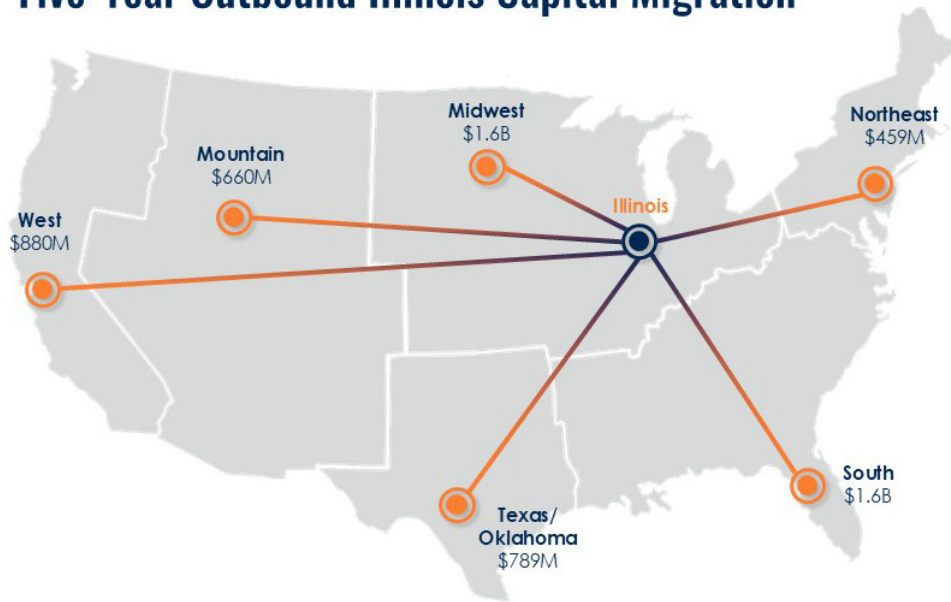 Five-Year Outbound Illinois Capital Migration
Midwest
$1.6B
Northeast
$459M
Mountain
$660M
West
$880M
Illinois
South
$1.6B
Texas/
Oklahoma
$789M